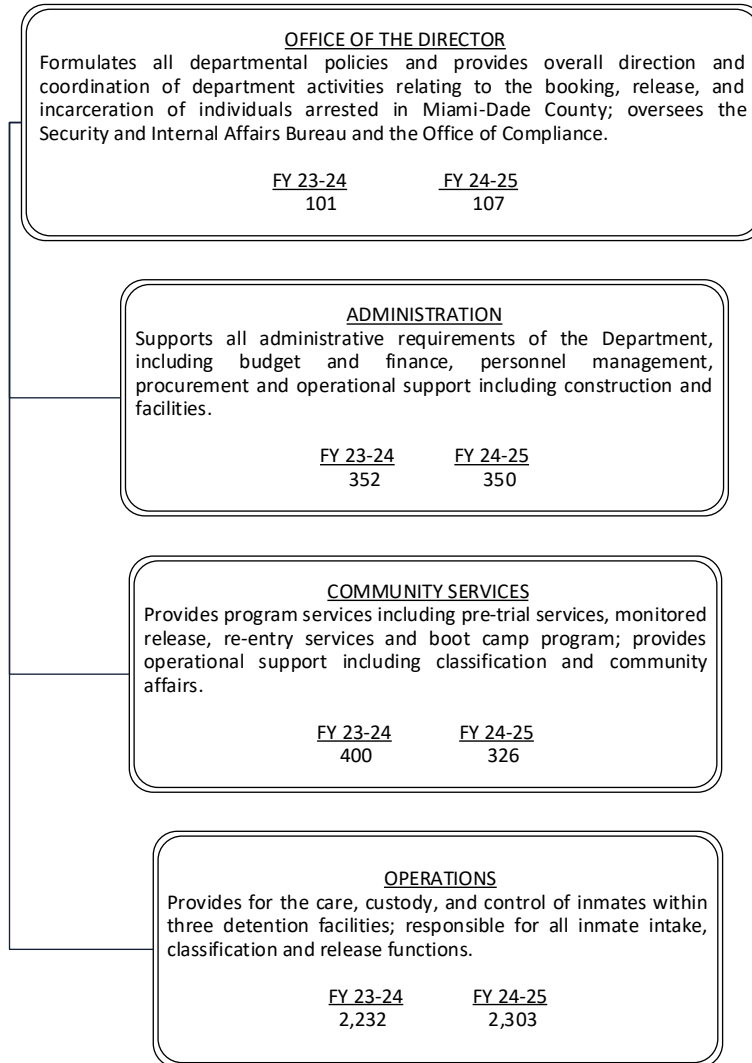 OFFICE OF THE DIRECTOR
Formulates all departmental policies and provides overall direction and
coordination of department activities relating to the booking, release, and
incarceration of individuals arrested in Miami-Dade County; oversees the
Security and Internal Affairs Bureau and the Office of Compliance.
FY 23-24 FY 24-25
101 107
ADMINISTRATION
Supports all administrative requirements of the Department,
including budget and finance, personnel management,
procurement and operational support including construction and
facilities.
FY 23-24 FY 24-25
352 350
COMMUNITY SERVICES
Provides program services including pre-trial services, monitored
release, re-entry services and boot camp program; provides
operational support including classification and community
affairs.
FY 23-24 FY 24-25
400 326
OPERATIONS
Provides for the care, custody, and control of inmates within
three detention facilities; responsible for all inmate intake,
classification and release functions.
FY 23-24 FY 24-25
2,232 2,303